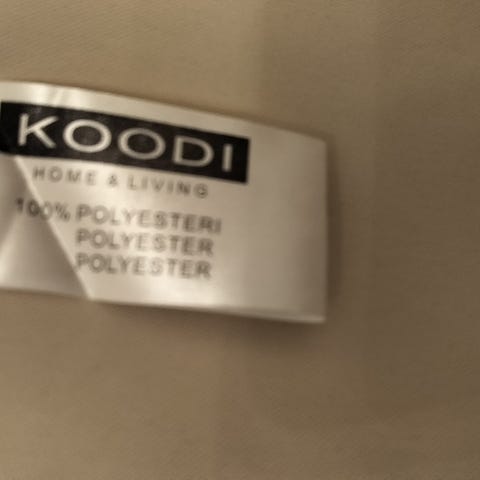 KOODI
HOME & LIVING
100% POLYESTERI
POLYESTER
POLYESTER